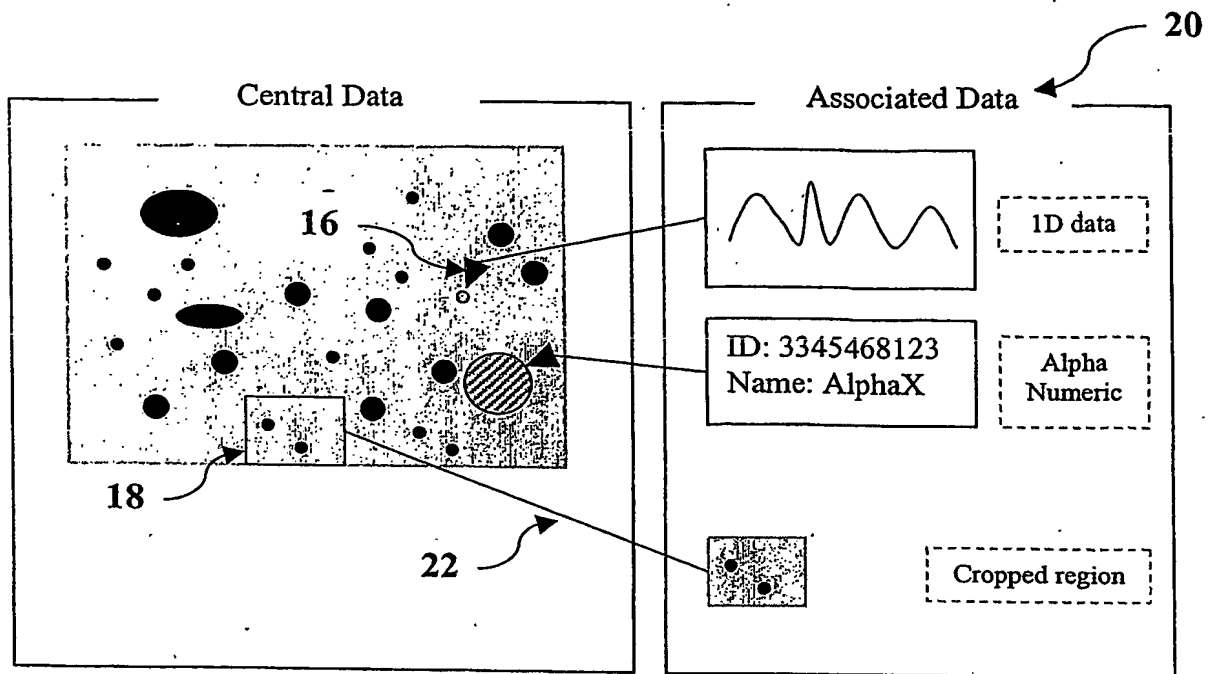 20
Central Data
Associated Data
16
1D data
ID: 3345468123
Name: AlphaX
Alpha
Numeric
18
22
Cropped region